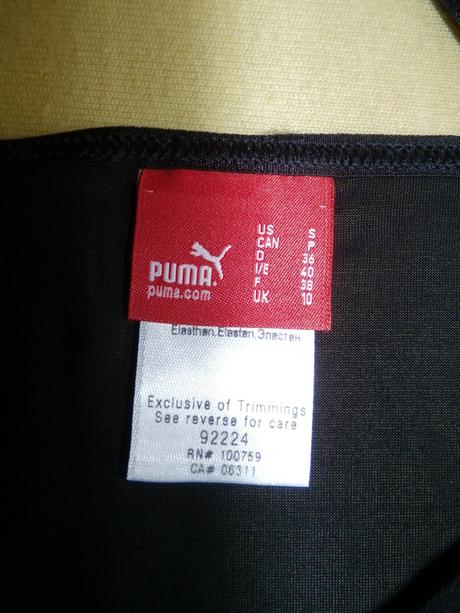 US S
CAN P
D 36
I/E 40
F 38
UK 10
PUMA
puma.com
Elasthan, Elastan, Эластен
Exclusive of Trimmings
See reverse for care
92224
RN# 100759
CA# 06311